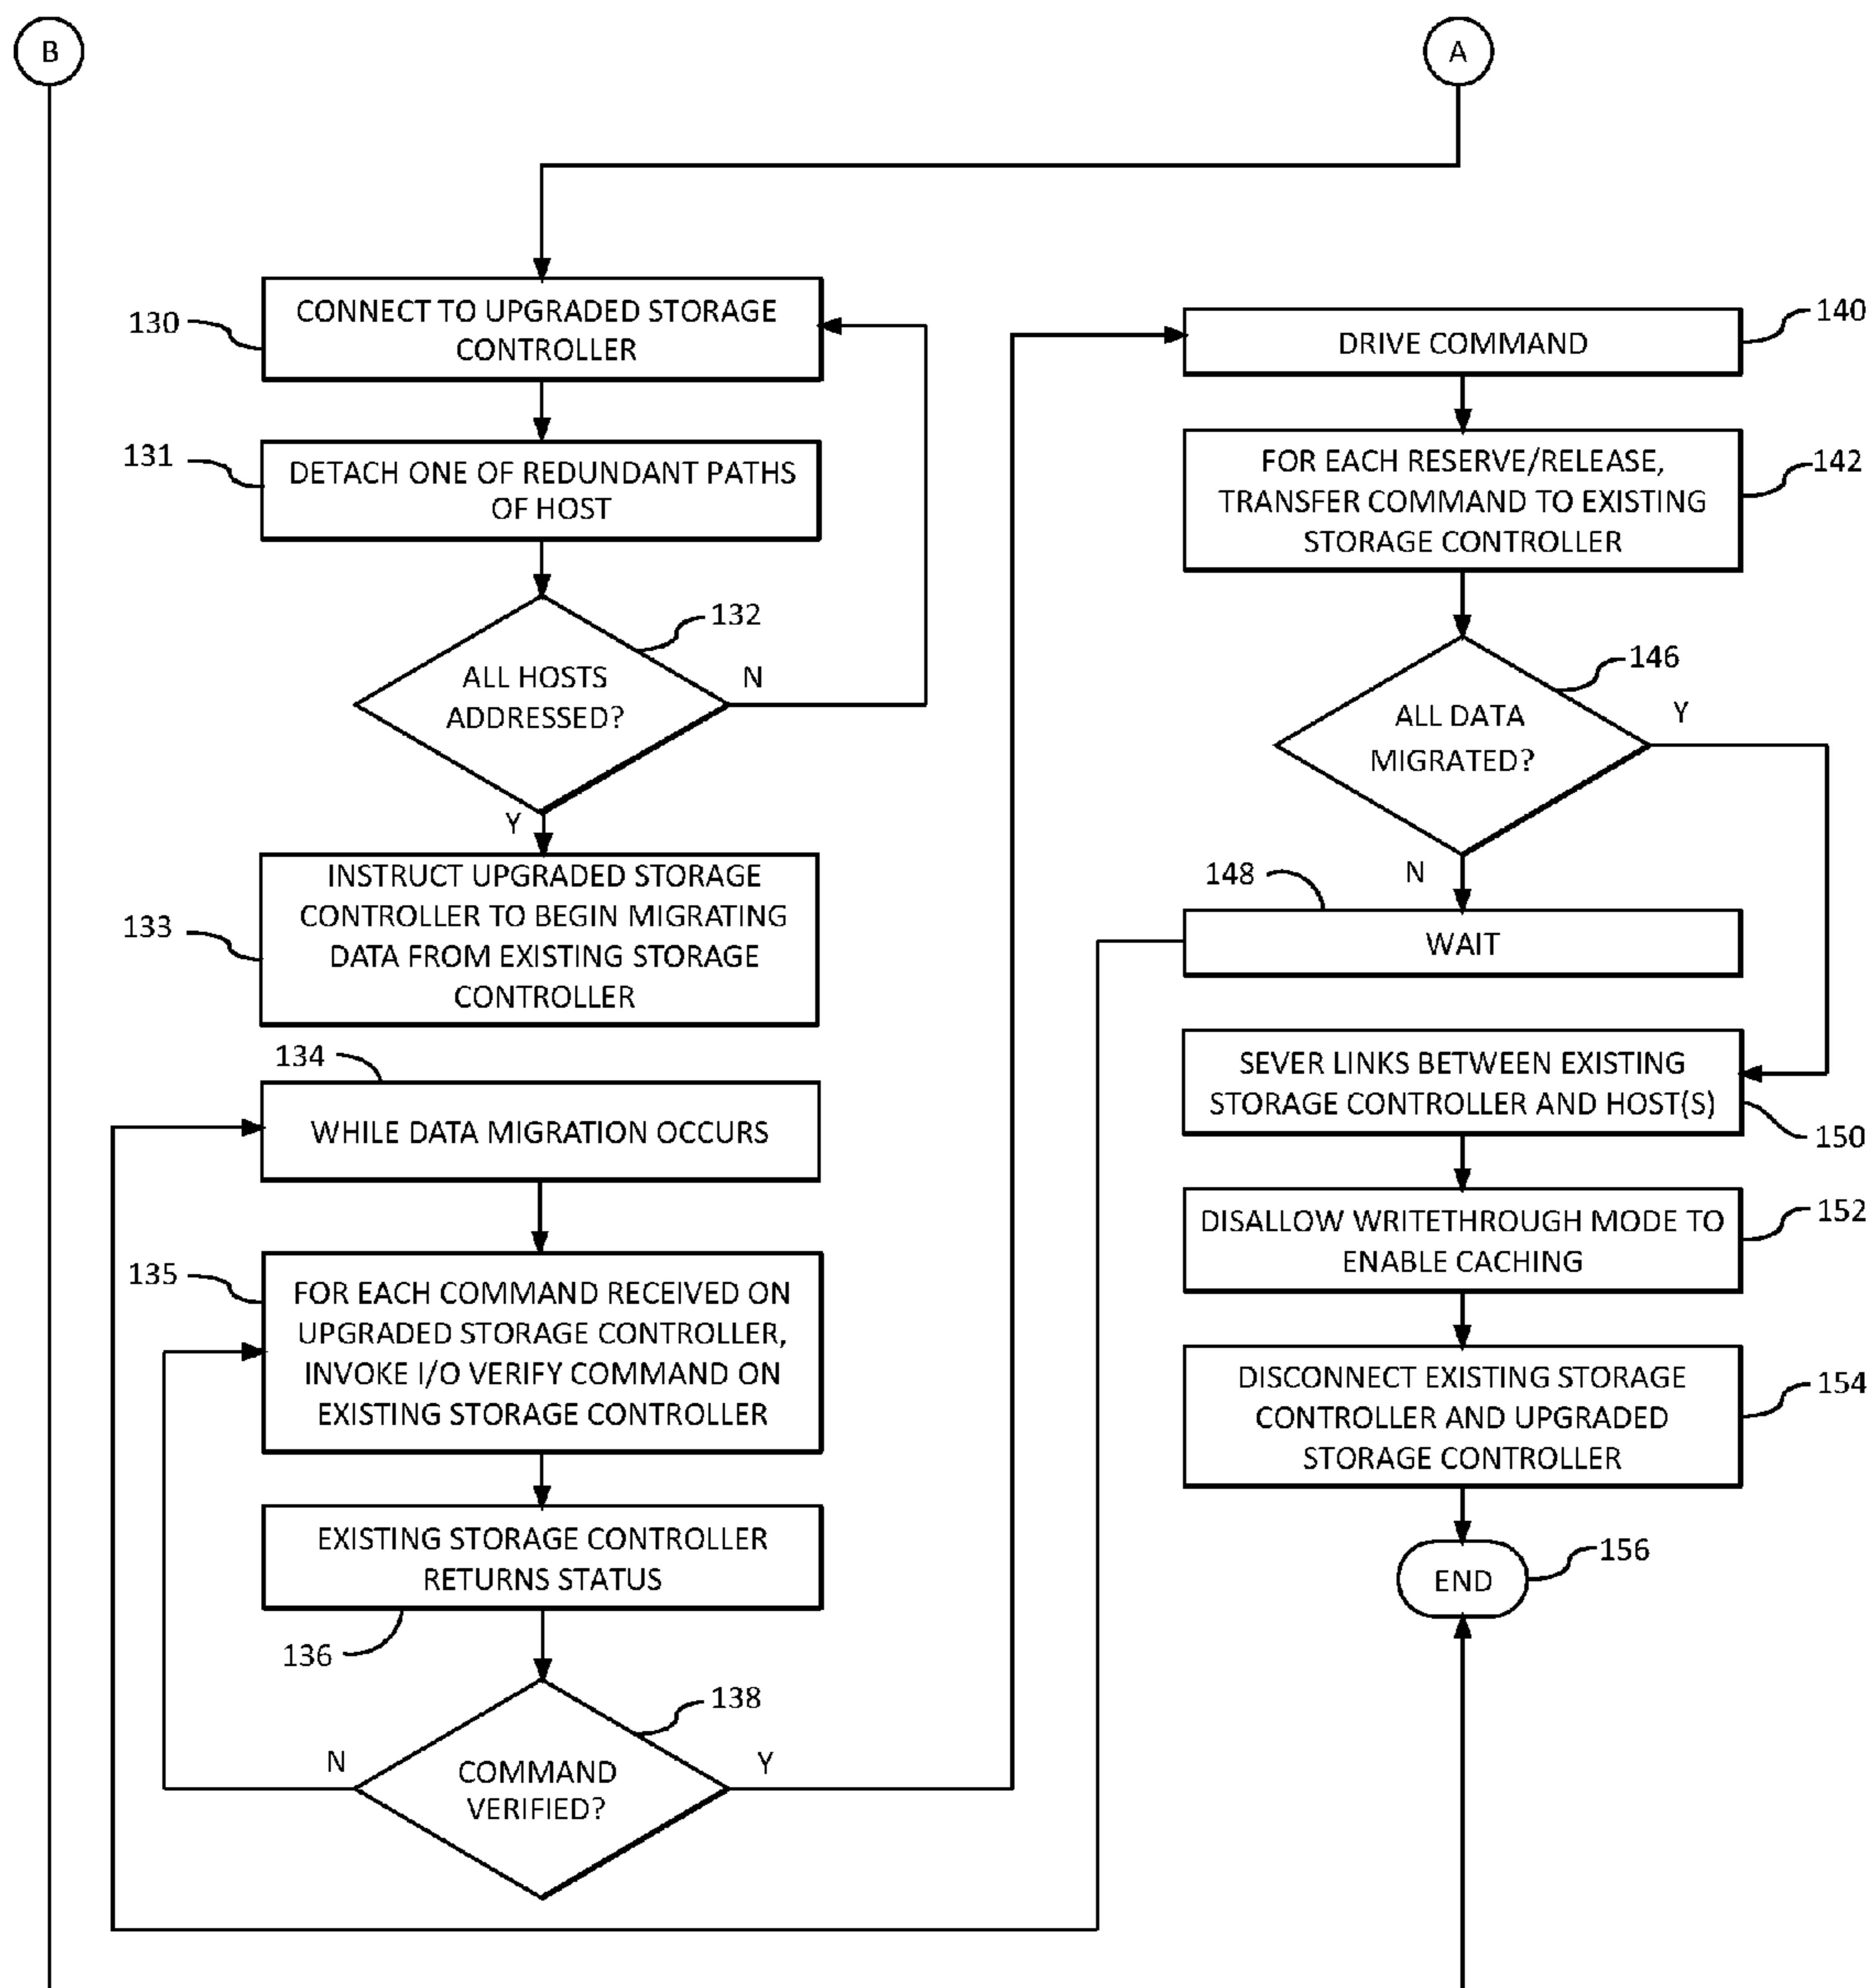 B
A
130
CONNECT TO UPGRADED STORAGE
CONTROLLER
131
DETACH ONE OF REDUNDANT PATHS
OF HOST
132
ALL HOSTS
ADDRESSED?
N
Y
133
INSTRUCT UPGRADED STORAGE
CONTROLLER TO BEGIN MIGRATING
DATA FROM EXISTING STORAGE
CONTROLLER
134
WHILE DATA MIGRATION OCCURS
135
FOR EACH COMMAND RECEIVED ON
UPGRADED STORAGE CONTROLLER,
INVOKE I/O VERIFY COMMAND ON
EXISTING STORAGE CONTROLLER
EXISTING STORAGE CONTROLLER
RETURNS STATUS
136
138
N
COMMAND
VERIFIED?
Y
140
DRIVE COMMAND
FOR EACH RESERVE/RELEASE,
TRANSFER COMMAND TO EXISTING
STORAGE CONTROLLER
142
146
ALL DATA
MIGRATED?
Y
N
148
WAIT
SEVER LINKS BETWEEN EXISTING
STORAGE CONTROLLER AND HOST(S)
150
DISALLOW WRITETHROUGH MODE TO
ENABLE CACHING
152
DISCONNECT EXISTING STORAGE
CONTROLLER AND UPGRADED
STORAGE CONTROLLER
154
END
156